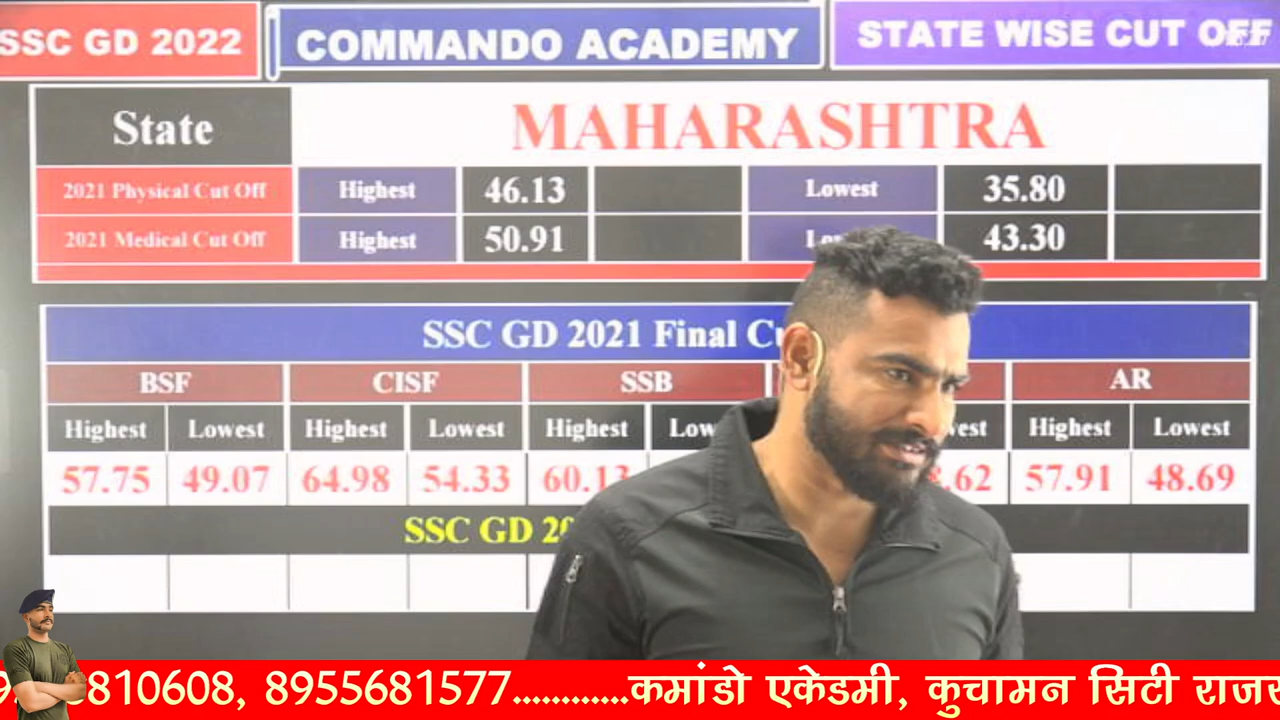 SSC GD 2022 COMMANDO ACADEMY STATE WISE CUT OFF
State MAHARASHTRA
2021 Physical Cut Off Highest 46.13 Lowest 35.80
2021 Medical Cut Off Highest 50.91 43.30
SSC GD 2021 Final
BSF CISF SSB AR
Highest Lowest Highest Lowest Highest Highest Lowest
57.75 49.07 64.98 54.33 60.13 57.91 48.69
SSC GD
810608, 8955681577............कमांडो एकेडमी, कुचामन सिटी